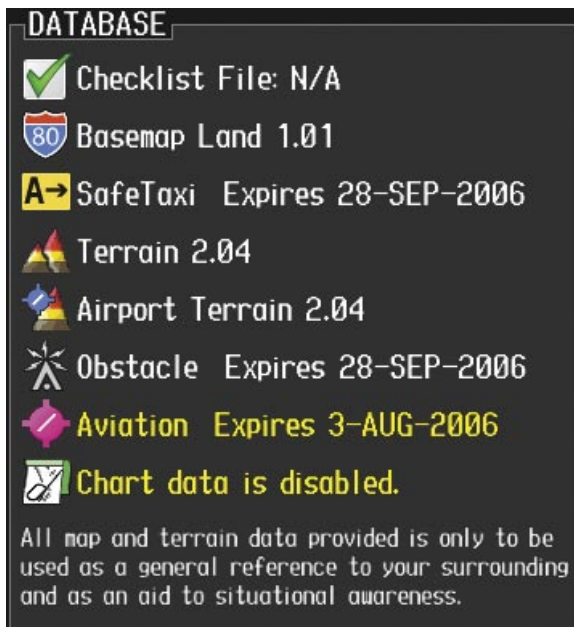 DATABASE
Checklist File: N/A
80 Basemap Land 1.01
A→ SafeTaxi Expires 28-SEP-2006
Terrain 2.04
Airport Terrain 2.04
Obstacle Expires 28-SEP-2006
Aviation Expires 3-AUG-2006
Chart data is disabled.
All map and terrain data provided is only to be
used as a general reference to your surrounding
and as an aid to situational awareness.